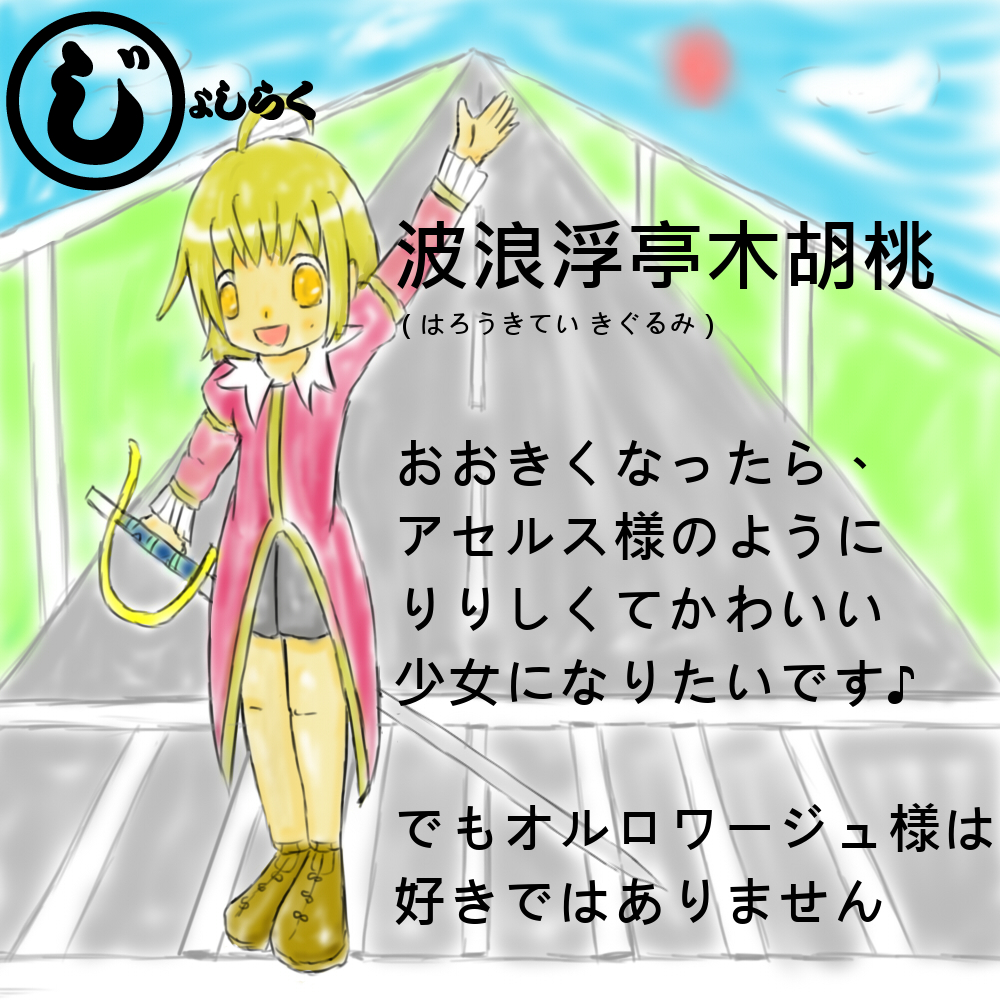 じょしらく
波浪浮亭木胡桃
(はろうきてい きぐるみ)
おおきくなったら、
アセルス様のように
りりしくてかわいい
少女になりたいです♪
でもオルロワージュ様は
好きではありません